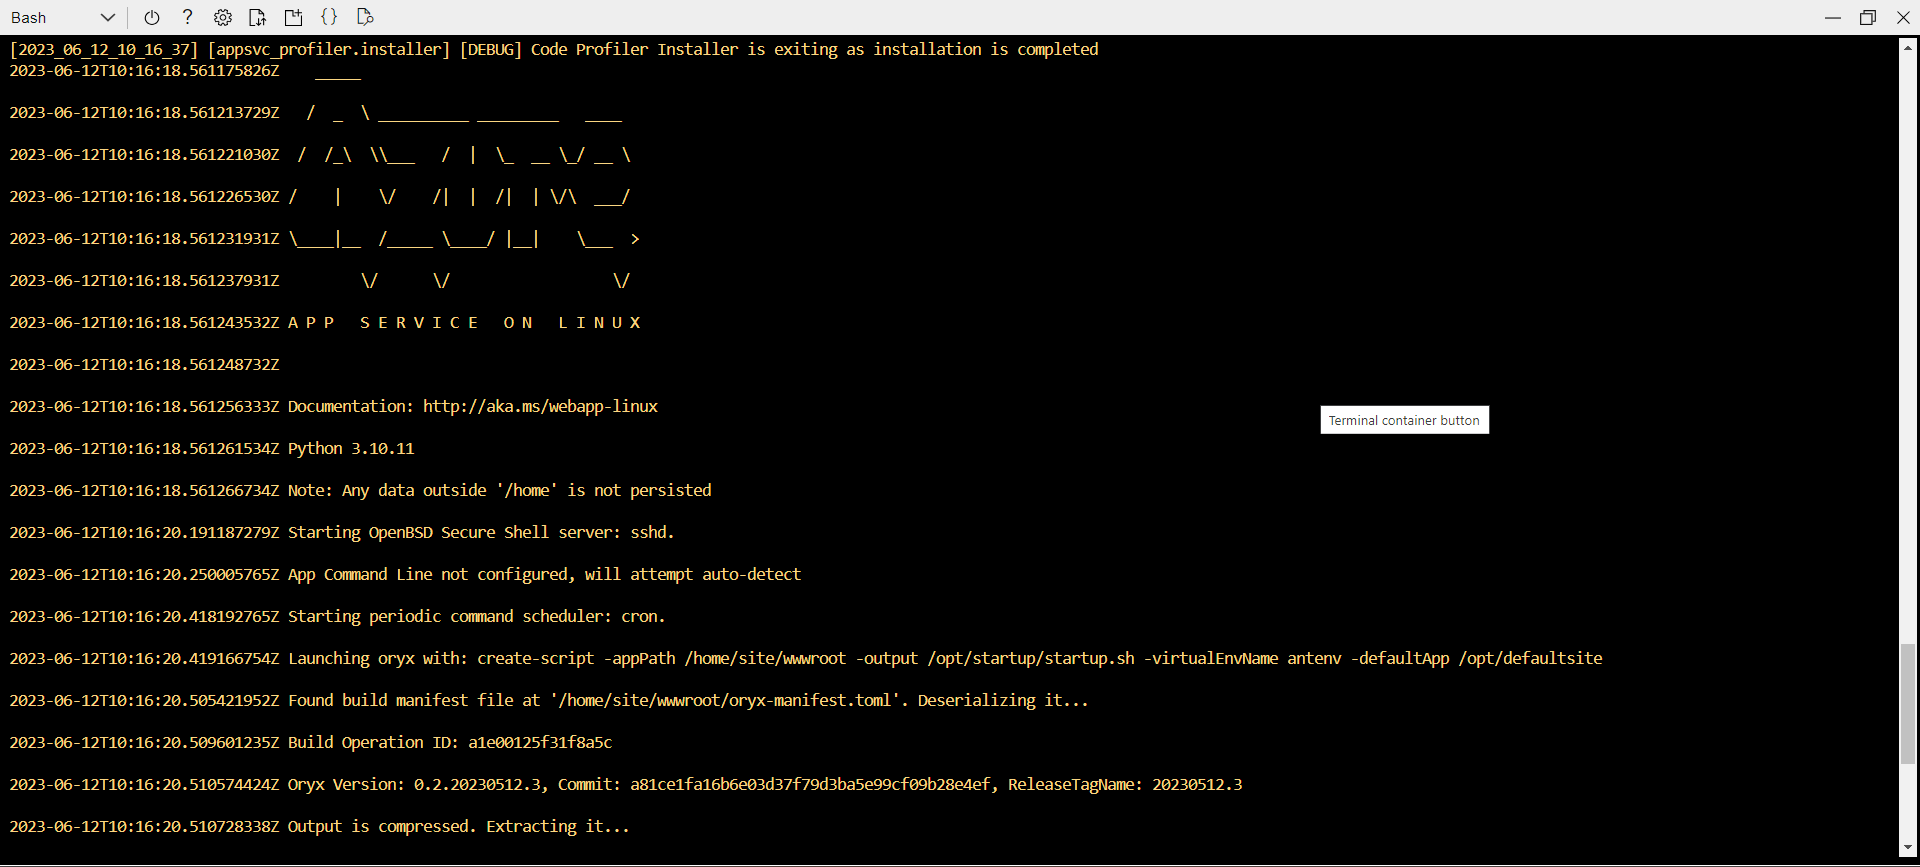 Bash
[2023_06_12_10_16_37] [appsvc_profiler.installer] [DEBUG] Code Profiler Installer is exiting as installation is completed
2023-06-12T10:16:18.561175826Z    _____
2023-06-12T10:16:18.561213729Z   /  _  \ __________ _________   ____
2023-06-12T10:16:18.561221030Z  /  /_\  \\___   /  |  \_  __ \_/ __ \
2023-06-12T10:16:18.561226530Z /    |    \/    /|  |  /|  | \/\  ___/
2023-06-12T10:16:18.561231931Z \____|__  /_____ \____/ |__|    \___  >
2023-06-12T10:16:18.561237931Z         \/      \/                  \/
2023-06-12T10:16:18.561243532Z A P P   S E R V I C E   O N   L I N U X
2023-06-12T10:16:18.561248732Z
2023-06-12T10:16:18.561256333Z Documentation: http://aka.ms/webapp-linux
Terminal container button
2023-06-12T10:16:18.561261534Z Python 3.10.11
2023-06-12T10:16:18.561266734Z Note: Any data outside '/home' is not persisted
2023-06-12T10:16:20.191187279Z Starting OpenBSD Secure Shell server: sshd.
2023-06-12T10:16:20.250005765Z App Command Line not configured, will attempt auto-detect
2023-06-12T10:16:20.418192765Z Starting periodic command scheduler: cron.
2023-06-12T10:16:20.419166754Z Launching oryx with: create-script -appPath /home/site/wwwroot -output /opt/startup/startup.sh -virtualEnvName antenv -defaultApp /opt/defaultsite
2023-06-12T10:16:20.505421952Z Found build manifest file at '/home/site/wwwroot/oryx-manifest.toml'. Deserializing it...
2023-06-12T10:16:20.509601235Z Build Operation ID: a1e00125f31f8a5c
2023-06-12T10:16:20.510574424Z Oryx Version: 0.2.20230512.3, Commit: a81ce1fa16b6e03d37f79d3ba5e99cf09b28e4ef, ReleaseTagName: 20230512.3
2023-06-12T10:16:20.510728338Z Output is compressed. Extracting it...